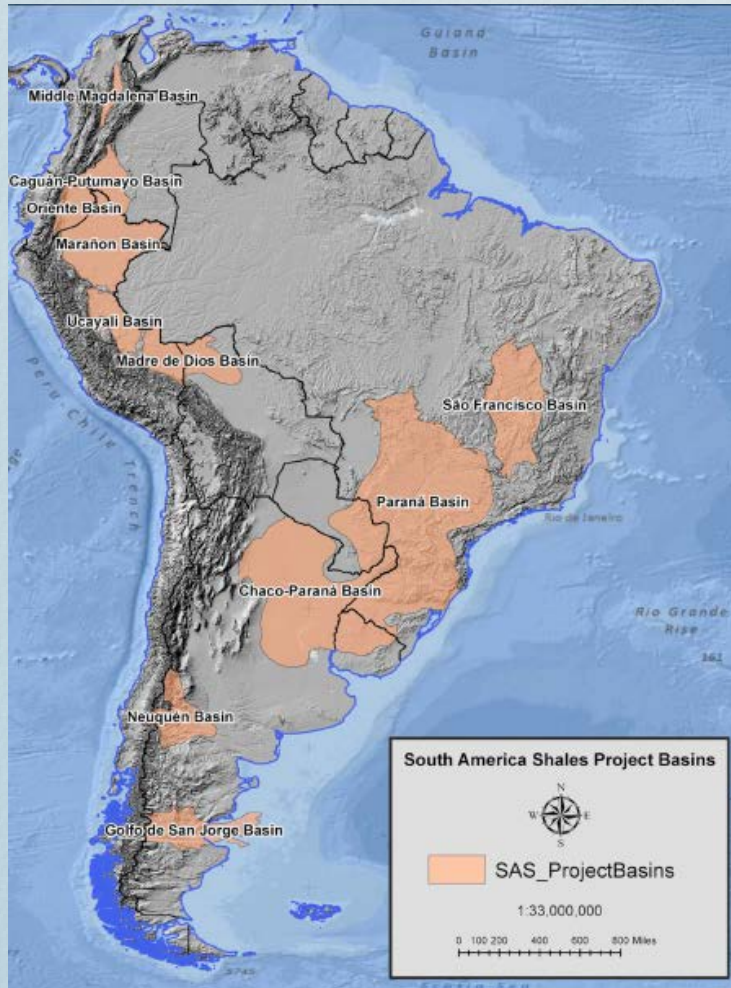 Guiana
Basin
Middle Magdalena Basin
Caguán-Putumayo Basin
Oriente Basin
Marañon Basin
Ucayali Basin
Madre de Dios Basin
São Francisco Basin
Peru-Chile Trench
Paraná Basin
Rio de Janeiro
Chaco-Paraná Basin
Rio Grande
Rise
Neuquén Basin
Golfo de San Jorge Basin
South America Shales Project Basins
N
W E
S
SAS_ProjectBasins
1:33,000,000
0 100 200 400 600 800 Miles